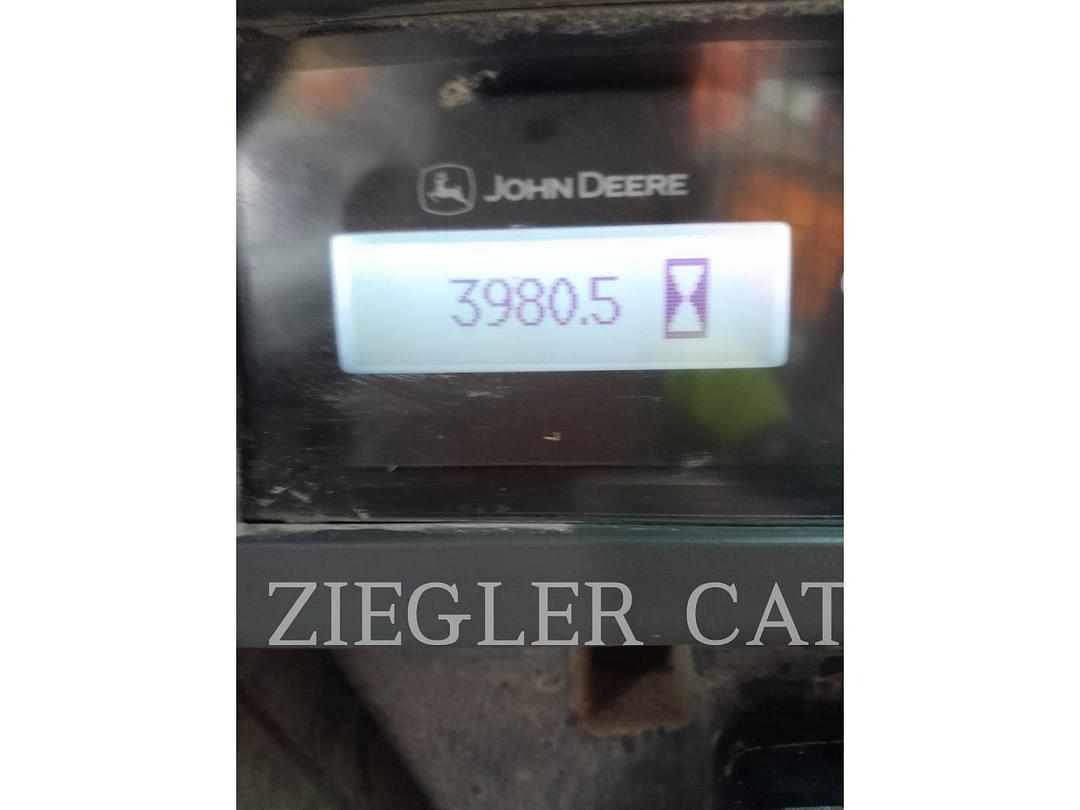 JOHN DEERE
3980.5
ZIEGLER CAT